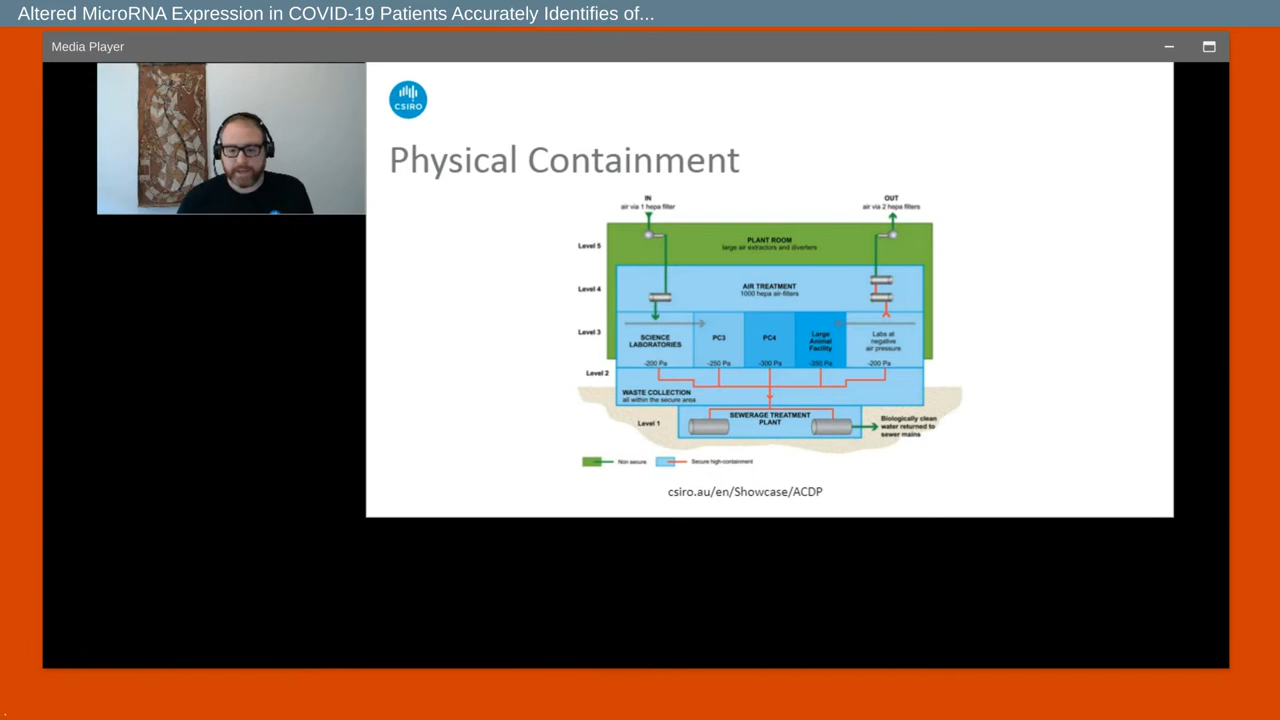 Altered MicroRNA Expression in COVID-19 Patients Accurately Identifies of...
Media Player
CSIRO
Physical Containment
IN
air via 1 hepa filter
OUT
air via 2 hepa filters
Level 5
PLANT ROOM
large air extractors and diverters
Level 4
AIR TREATMENT
1000 hepa air-filters
Level 3
SCIENCE
LABORATORIES
-200 Pa
PC3
-250 Pa
PC4
-300 Pa
Large
Animal
Facility
-350 Pa
Labs at
negative
air pressure
-200 Pa
Level 2
WASTE COLLECTION
all within the secure area
Level 1
SEWERAGE TREATMENT
PLANT
Biologically clean
water returned to
sewer mains
Non secure
Secure high-containment
csiro.au/en/Showcase/ACDP